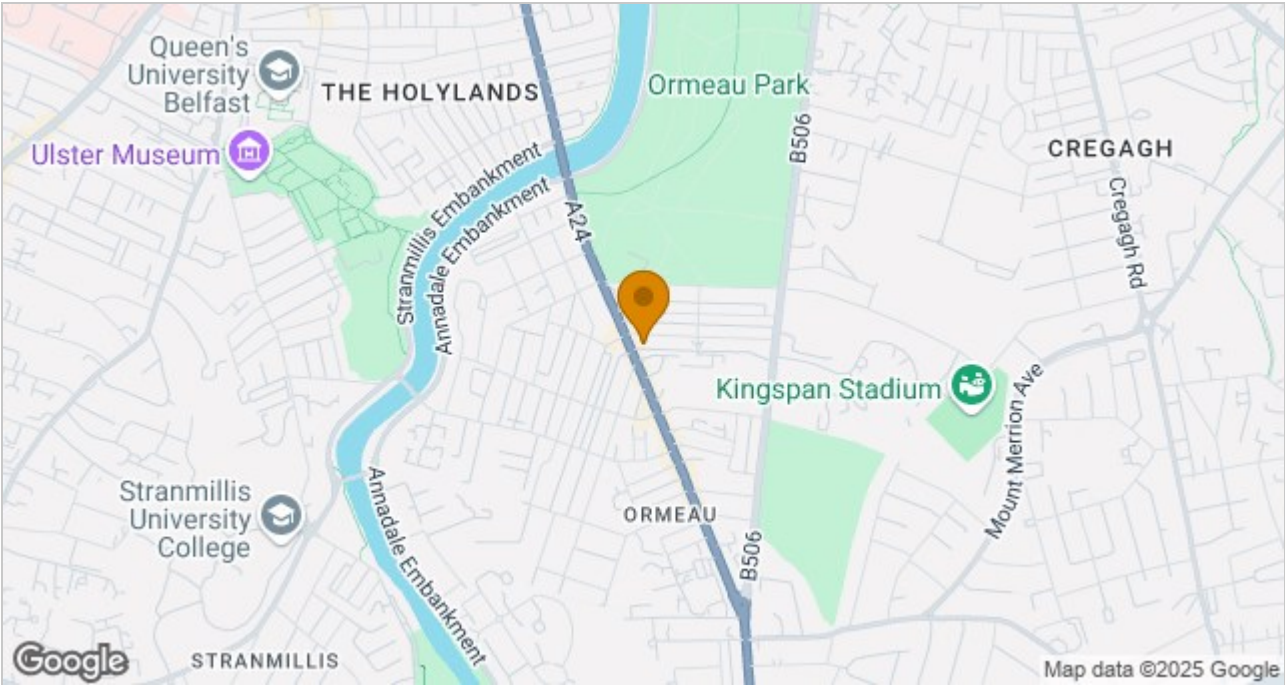 Queen's
University
Belfast
THE HOLYLANDS
Ormeau Park
B506
CREGAGH
Ulster Museum
Stranmillis Embankment
Annadale Embankment
A24
Cregagh Rd
Kingspan Stadium
Mount Merrion Ave
Stranmillis
University
College
Annadale Embankment
ORMEAU
B506
STRANMILLIS
Google
Map data ©2025 Google